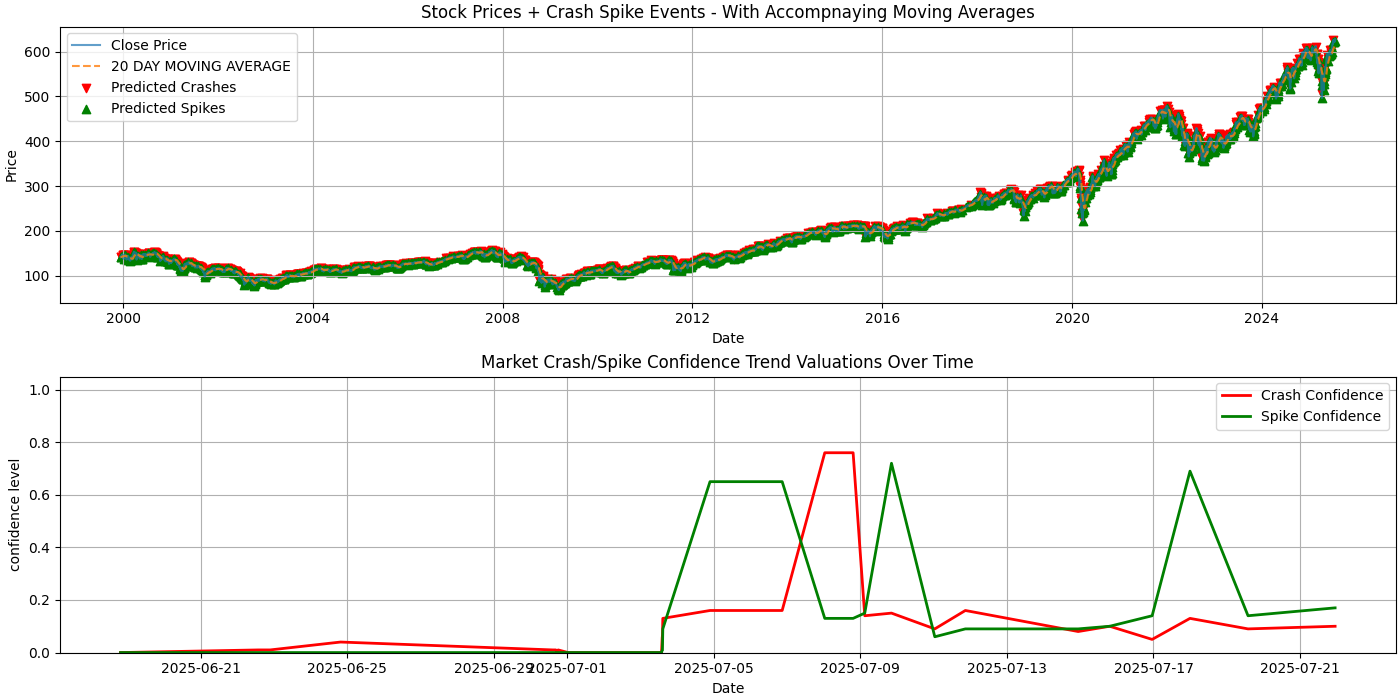 Stock Prices + Crash Spike Events - With Accompnaying Moving Averages
Close Price
20 DAY MOVING AVERAGE
Predicted Crashes
Predicted Spikes
600
500
400
300
200
100
Price
2000 2004 2008 2012 2016 2020 2024
Date
Market Crash/Spike Confidence Trend Valuations Over Time
Crash Confidence
Spike Confidence
1.0
0.8
0.6
0.4
0.2
0.0
confidence level
2025-06-21 2025-06-25 2025-06-29 2025-07-01 2025-07-05 2025-07-09 2025-07-13 2025-07-17 2025-07-21
Date